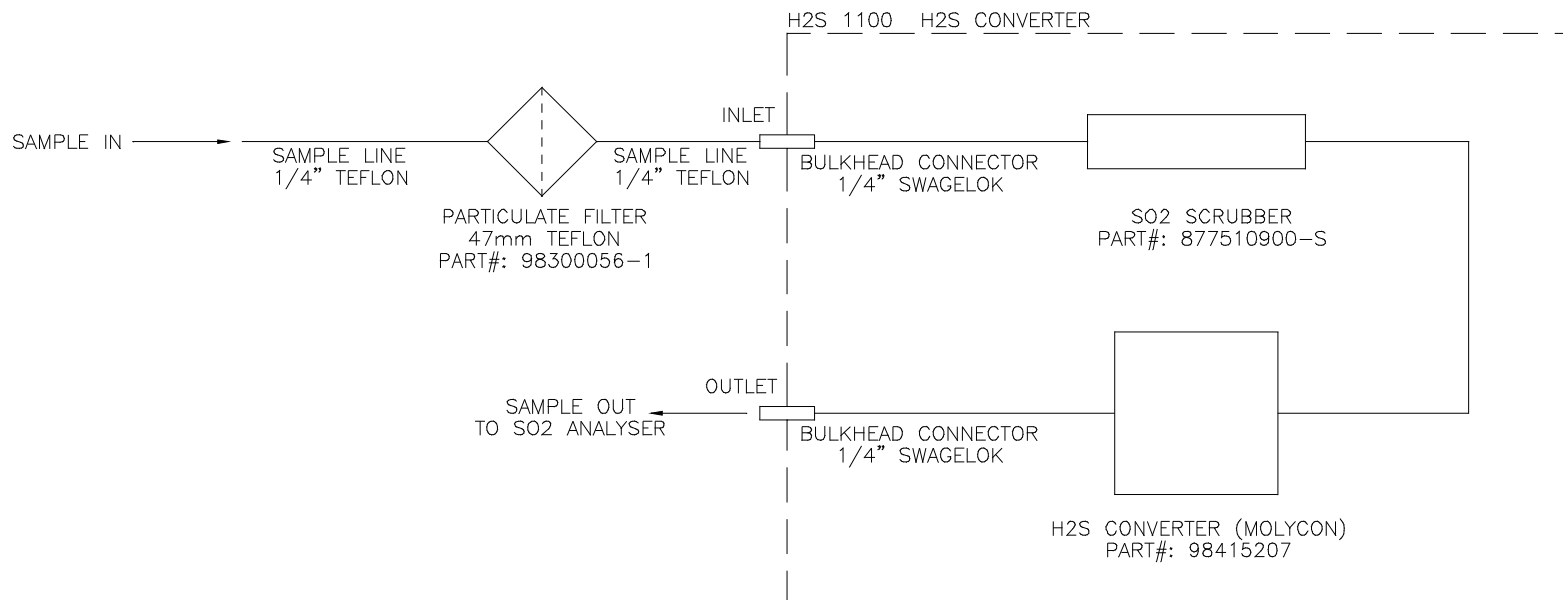 H2S 1100 H2S CONVERTER
SAMPLE IN
SAMPLE LINE
1/4" TEFLON
PARTICULATE FILTER
47mm TEFLON
PART#: 98300056-1
SAMPLE LINE
1/4" TEFLON
INLET
BULKHEAD CONNECTOR
1/4" SWAGELOK
SO2 SCRUBBER
PART#: 877510900-S
OUTLET
SAMPLE OUT
TO SO2 ANALYSER
BULKHEAD CONNECTOR
1/4" SWAGELOK
H2S CONVERTER (MOLYCON)
PART#: 98415207